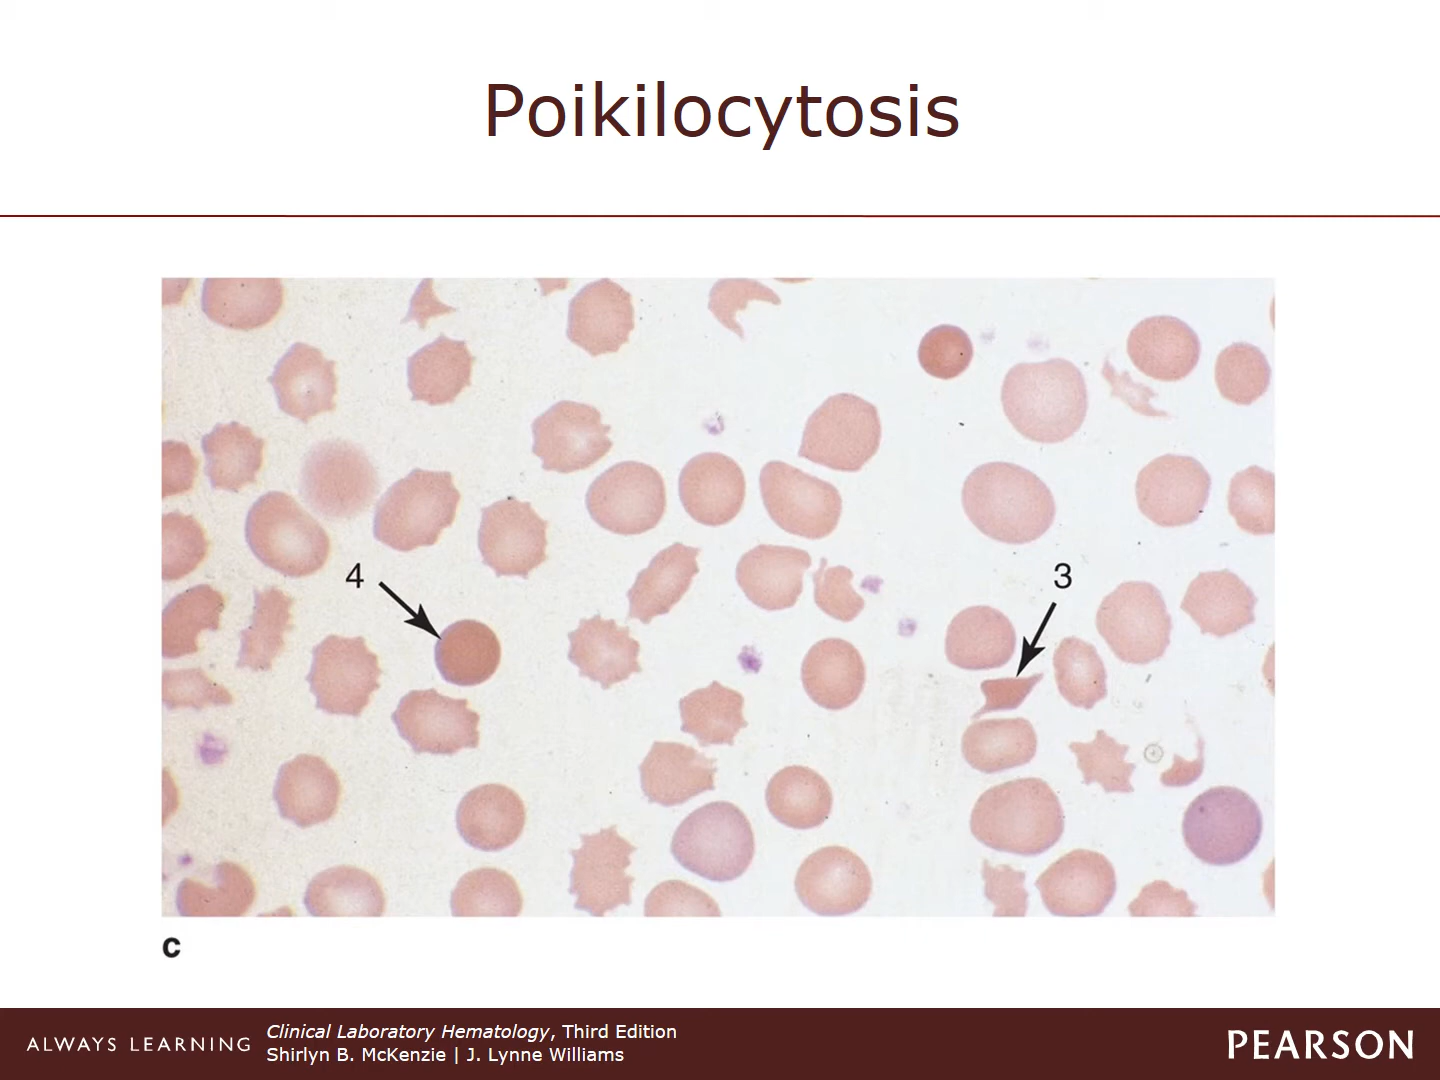 Poikilocytosis
4
3
c
ALWAYS LEARNING
Clinical Laboratory Hematology, Third Edition
Shirlyn B. McKenzie | J. Lynne Williams
PEARSON